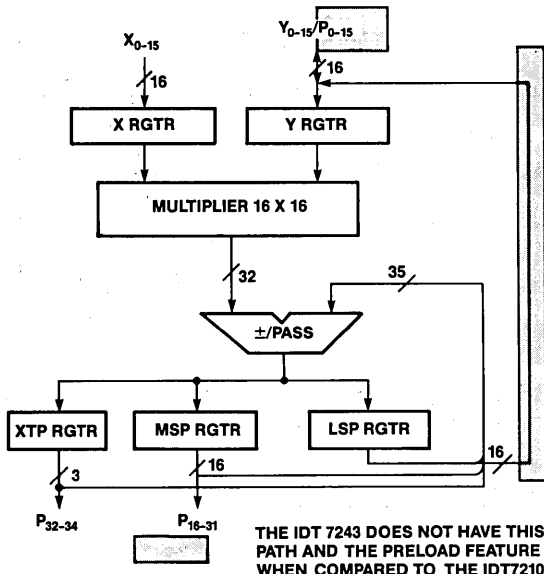 X0-15
Y0-15/P0-15
16
16
X RGTR
Y RGTR
MULTIPLIER 16 X 16
32
35
±/PASS
XTP RGTR
MSP RGTR
LSP RGTR
3
16
16
P32-34
P16-31
THE IDT 7243 DOES NOT HAVE THIS
PATH AND THE PRELOAD FEATURE
WHEN COMPARED TO THE IDT7210